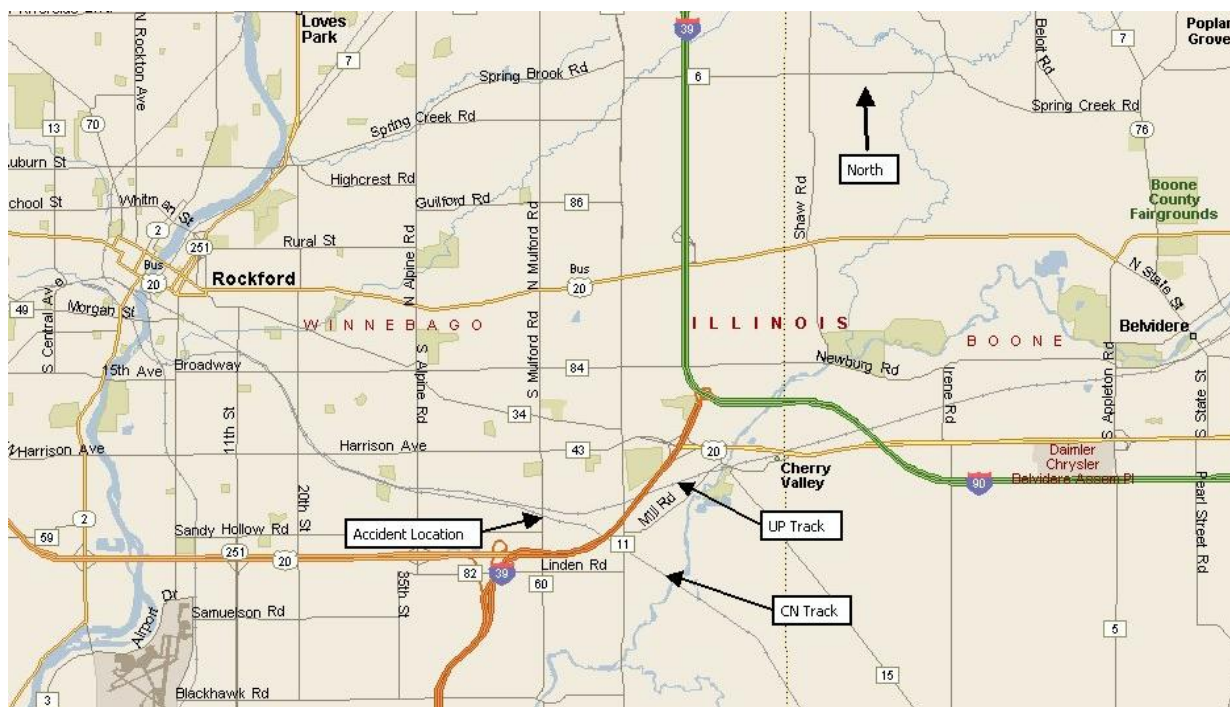 Loves
Park
N Rockton Ave
7
Spring Brook Rd
39
6
Beloit Rd
7
Poplar
Grove
13
70
Spring Creek Rd
Spring Creek Rd
76
Auburn St
North
School St
Whitman St
Highcrest Rd
Guilford Rd
86
Shaw Rd
Boone
County
Fairgrounds
2
251
Rural St
N Alpine Rd
N Mulford Rd
Bus
20
Rockford
Bus
20
N State St
49
S Central Ave
Morgan St
WINNEBAGO
ILLINOIS
BOONE
Belvidere
15th Ave
Broadway
S Alpine Rd
S Mulford Rd
84
Newburg Rd
Irene Rd
S Appleton Rd
S State St
11th St
34
Harrison Ave
Harrison Ave
43
20
Cherry
Valley
Daimler
Chrysler
Belvidere Assem Pl
90
2
20th St
Mill Rd
Pearl Street Rd
59
Sandy Hollow Rd
Accident Location
UP Track
251
20
11
82
39
60
Linden Rd
35th St
CN Track
Airport Dr
Samuelson Rd
5
15
3
Blackhawk Rd